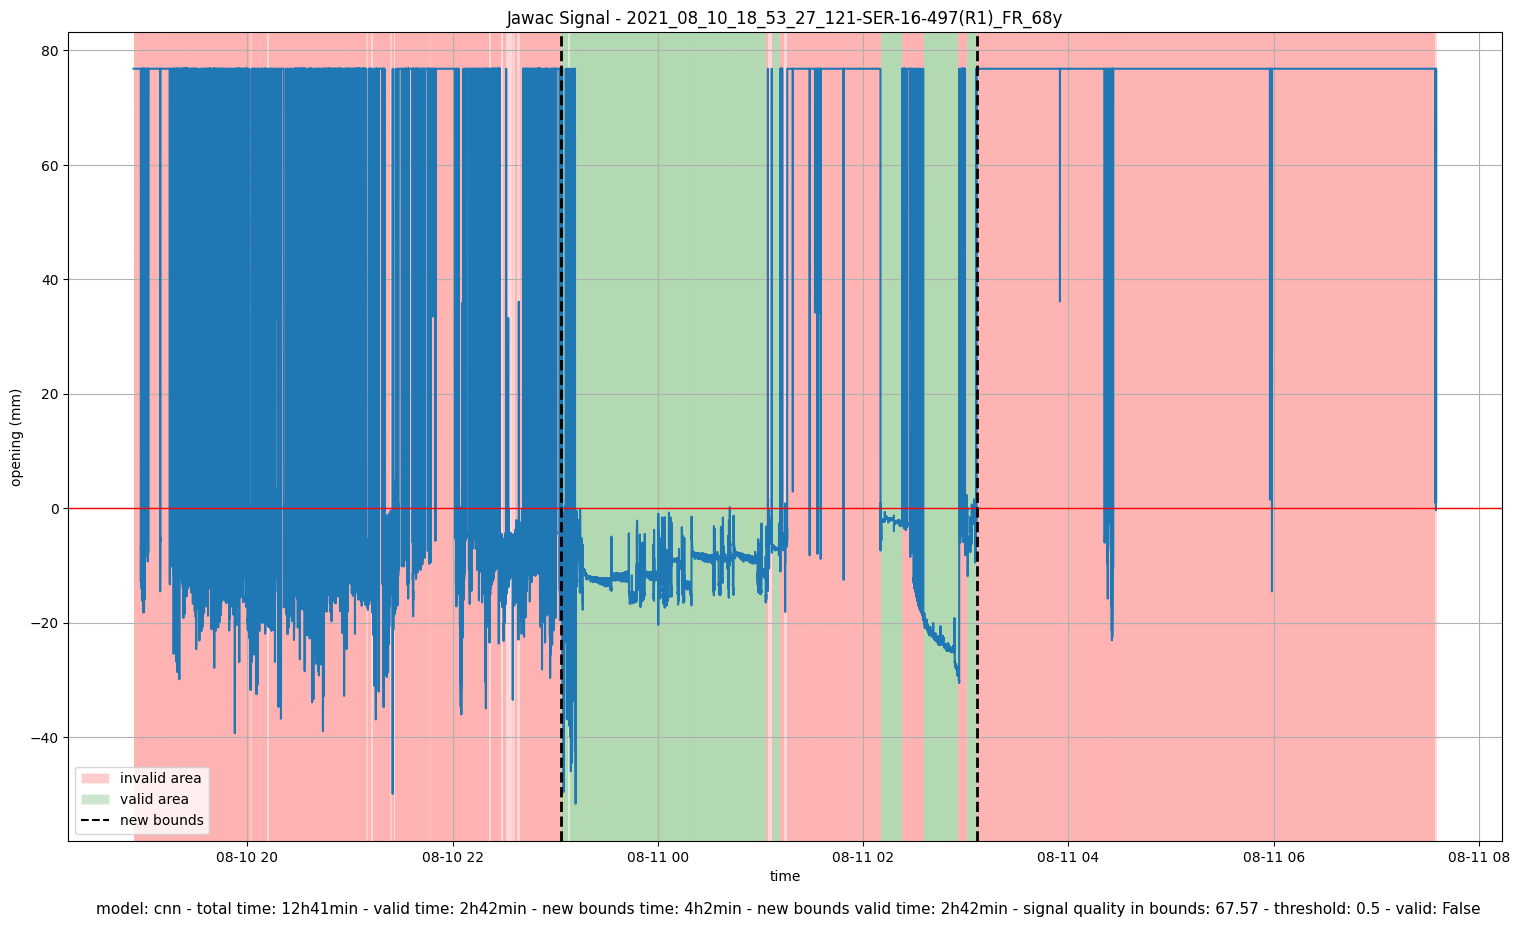 Jawac Signal - 2021_08_10_18_53_27_121-SER-16-497(R1)_FR_68y
opening (mm)
80
60
40
20
0
−20
−40
invalid area
valid area
new bounds
08-10 20
08-10 22
08-11 00
08-11 02
08-11 04
08-11 06
08-11 08
time
model: cnn - total time: 12h41min - valid time: 2h42min - new bounds time: 4h2min - new bounds valid time: 2h42min - signal quality in bounds: 67.57 - threshold: 0.5 - valid: False